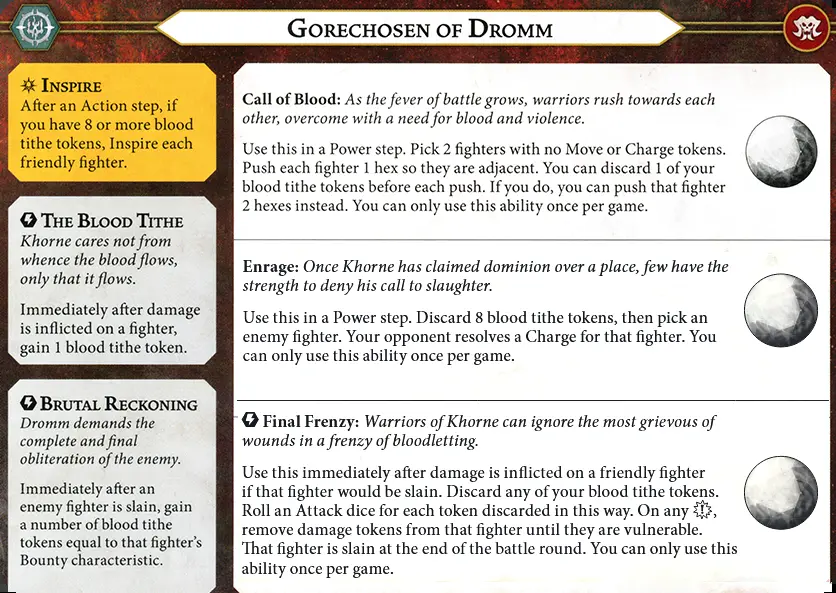 Gorechosen of Dromm
Inspire
After an Action step, if
you have 8 or more blood
tithe tokens, Inspire each
friendly fighter.
The Blood Tithe
Khorne cares not from
whence the blood flows,
only that it flows.
Immediately after damage
is inflicted on a fighter,
gain 1 blood tithe token.
Brutal Reckoning
Dromm demands the
complete and final
obliteration of the enemy.
Immediately after an
enemy fighter is slain, gain
a number of blood tithe
tokens equal to that fighter's
Bounty characteristic.
Call of Blood: As the fever of battle grows, warriors rush towards each
other, overcome with a need for blood and violence.
Use this in a Power step. Pick 2 fighters with no Move or Charge tokens.
Push each fighter 1 hex so they are adjacent. You can discard 1 of your
blood tithe tokens before each push. If you do, you can push that fighter
2 hexes instead. You can only use this ability once per game.
Enrage: Once Khorne has claimed dominion over a place, few have the
strength to deny his call to slaughter.
Use this in a Power step. Discard 8 blood tithe tokens, then pick an
enemy fighter. Your opponent resolves a Charge for that fighter. You
can only use this ability once per game.
Final Frenzy: Warriors of Khorne can ignore the most grievous of
wounds in a frenzy of bloodletting.
Use this immediately after damage is inflicted on a friendly fighter
if that fighter would be slain. Discard any of your blood tithe tokens.
Roll an Attack dice for each token discarded in this way. On any !,
remove damage tokens from that fighter until they are vulnerable.
That fighter is slain at the end of the battle round. You can only use this
ability once per game.